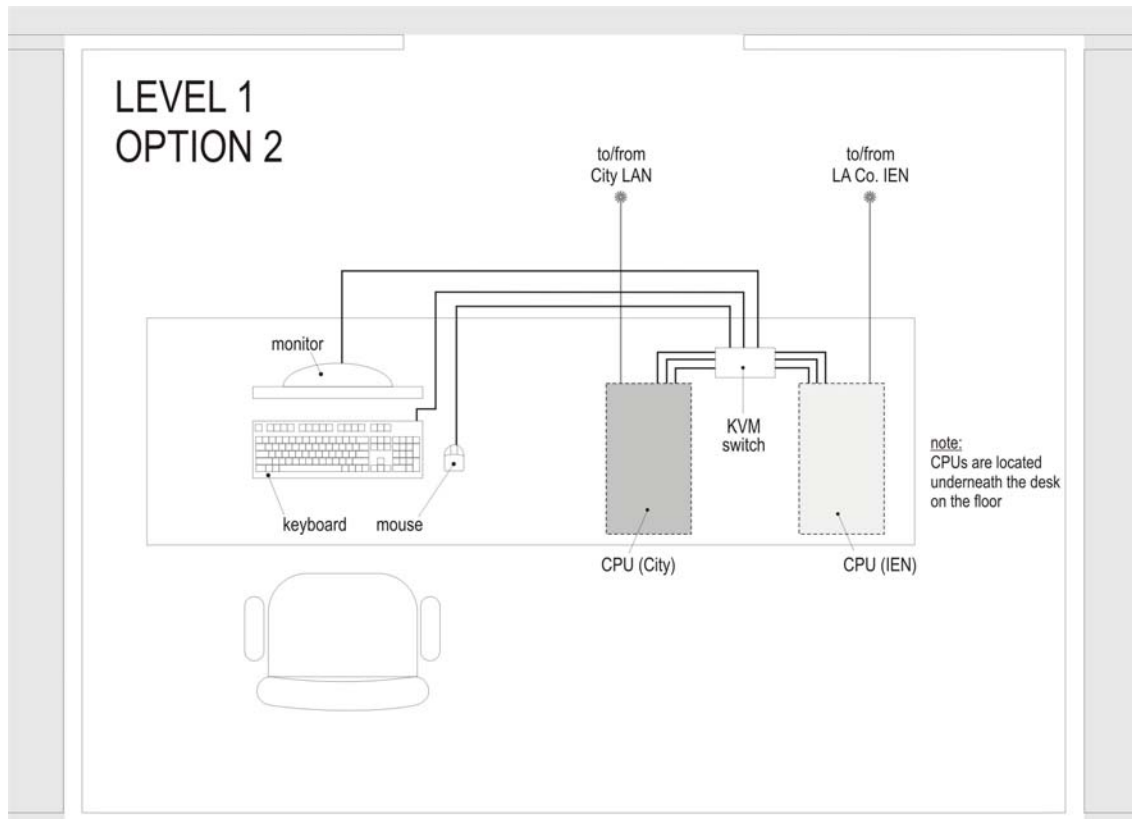 LEVEL 1
OPTION 2
to/from
City LAN
to/from
LA Co. IEN
monitor
KVM
switch
note:
CPUs are located
underneath the desk
on the floor
keyboard
mouse
CPU (City)
CPU (IEN)